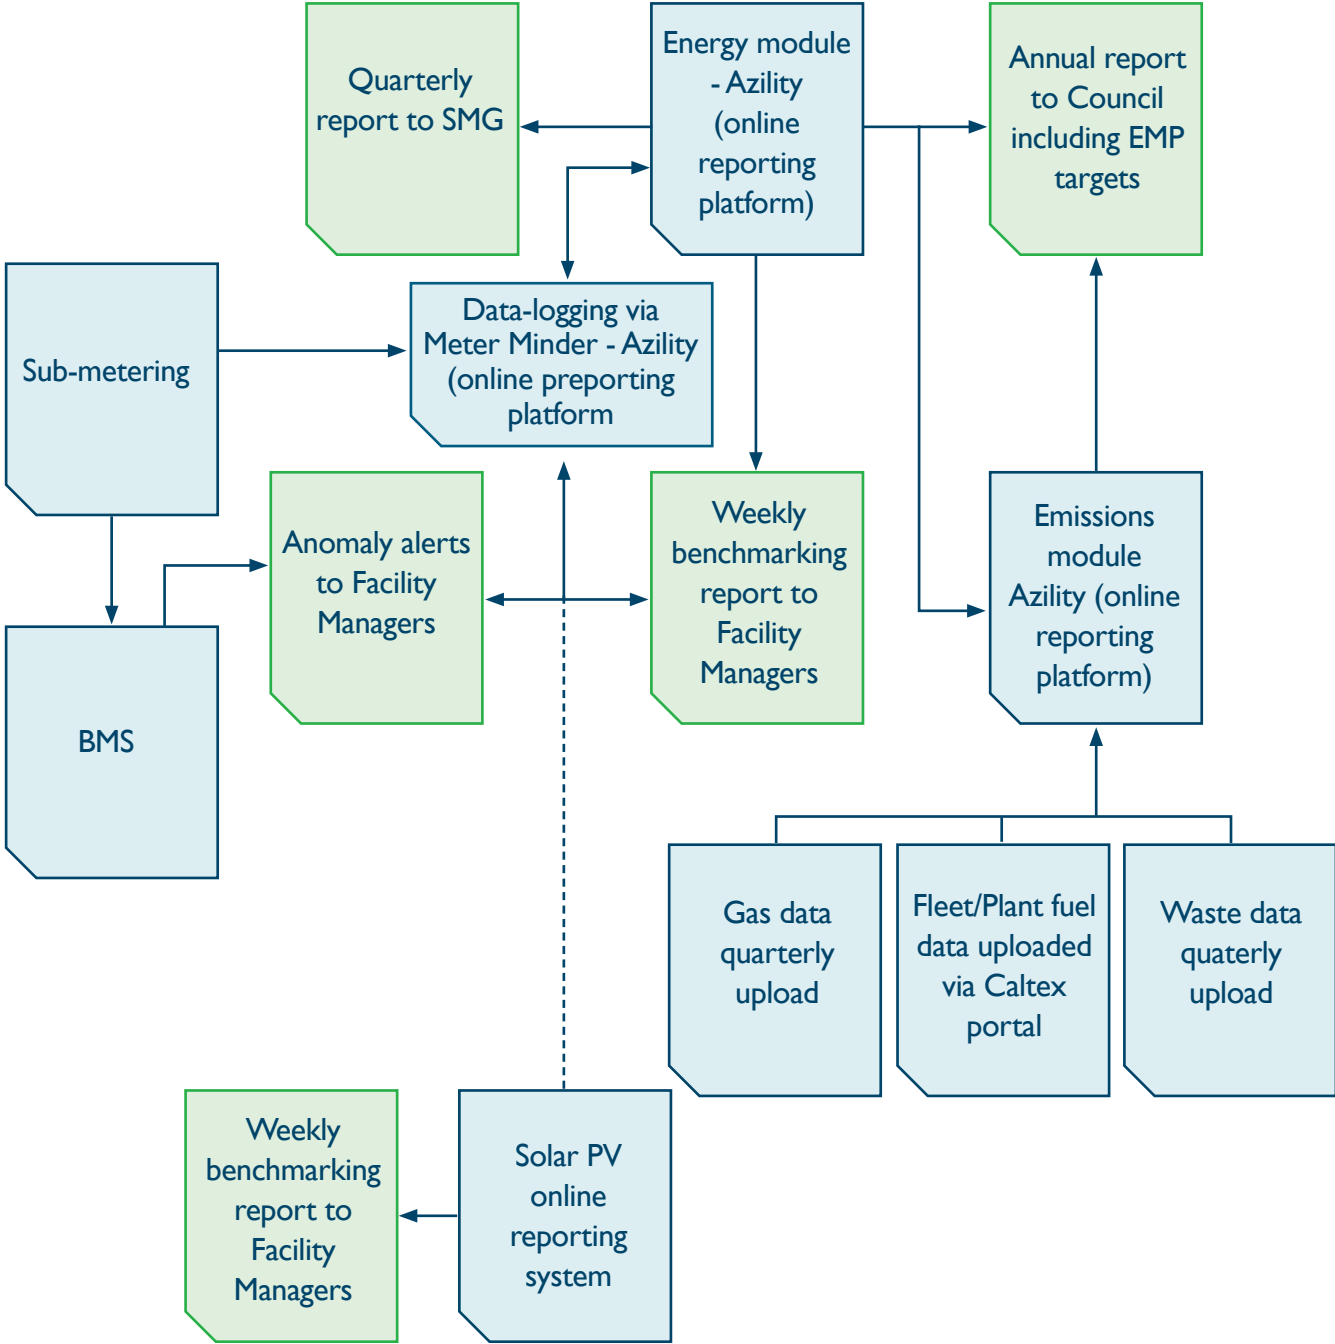 Quarterly
report to SMG
Energy module
- Azility
(online
reporting
platform)
Annual report
to Council
including EMP
targets
Sub-metering
Data-logging via
Meter Minder - Azility
(online preporting
platform
Anomaly alerts
to Facility
Managers
Weekly
benchmarking
report to
Facility
Managers
Emissions
module
Azility (online
reporting
platform)
BMS
Gas data
quarterly
upload
Fleet/Plant fuel
data uploaded
via Caltex
portal
Waste data
quaterly
upload
Weekly
benchmarking
report to
Facility
Managers
Solar PV
online
reporting
system